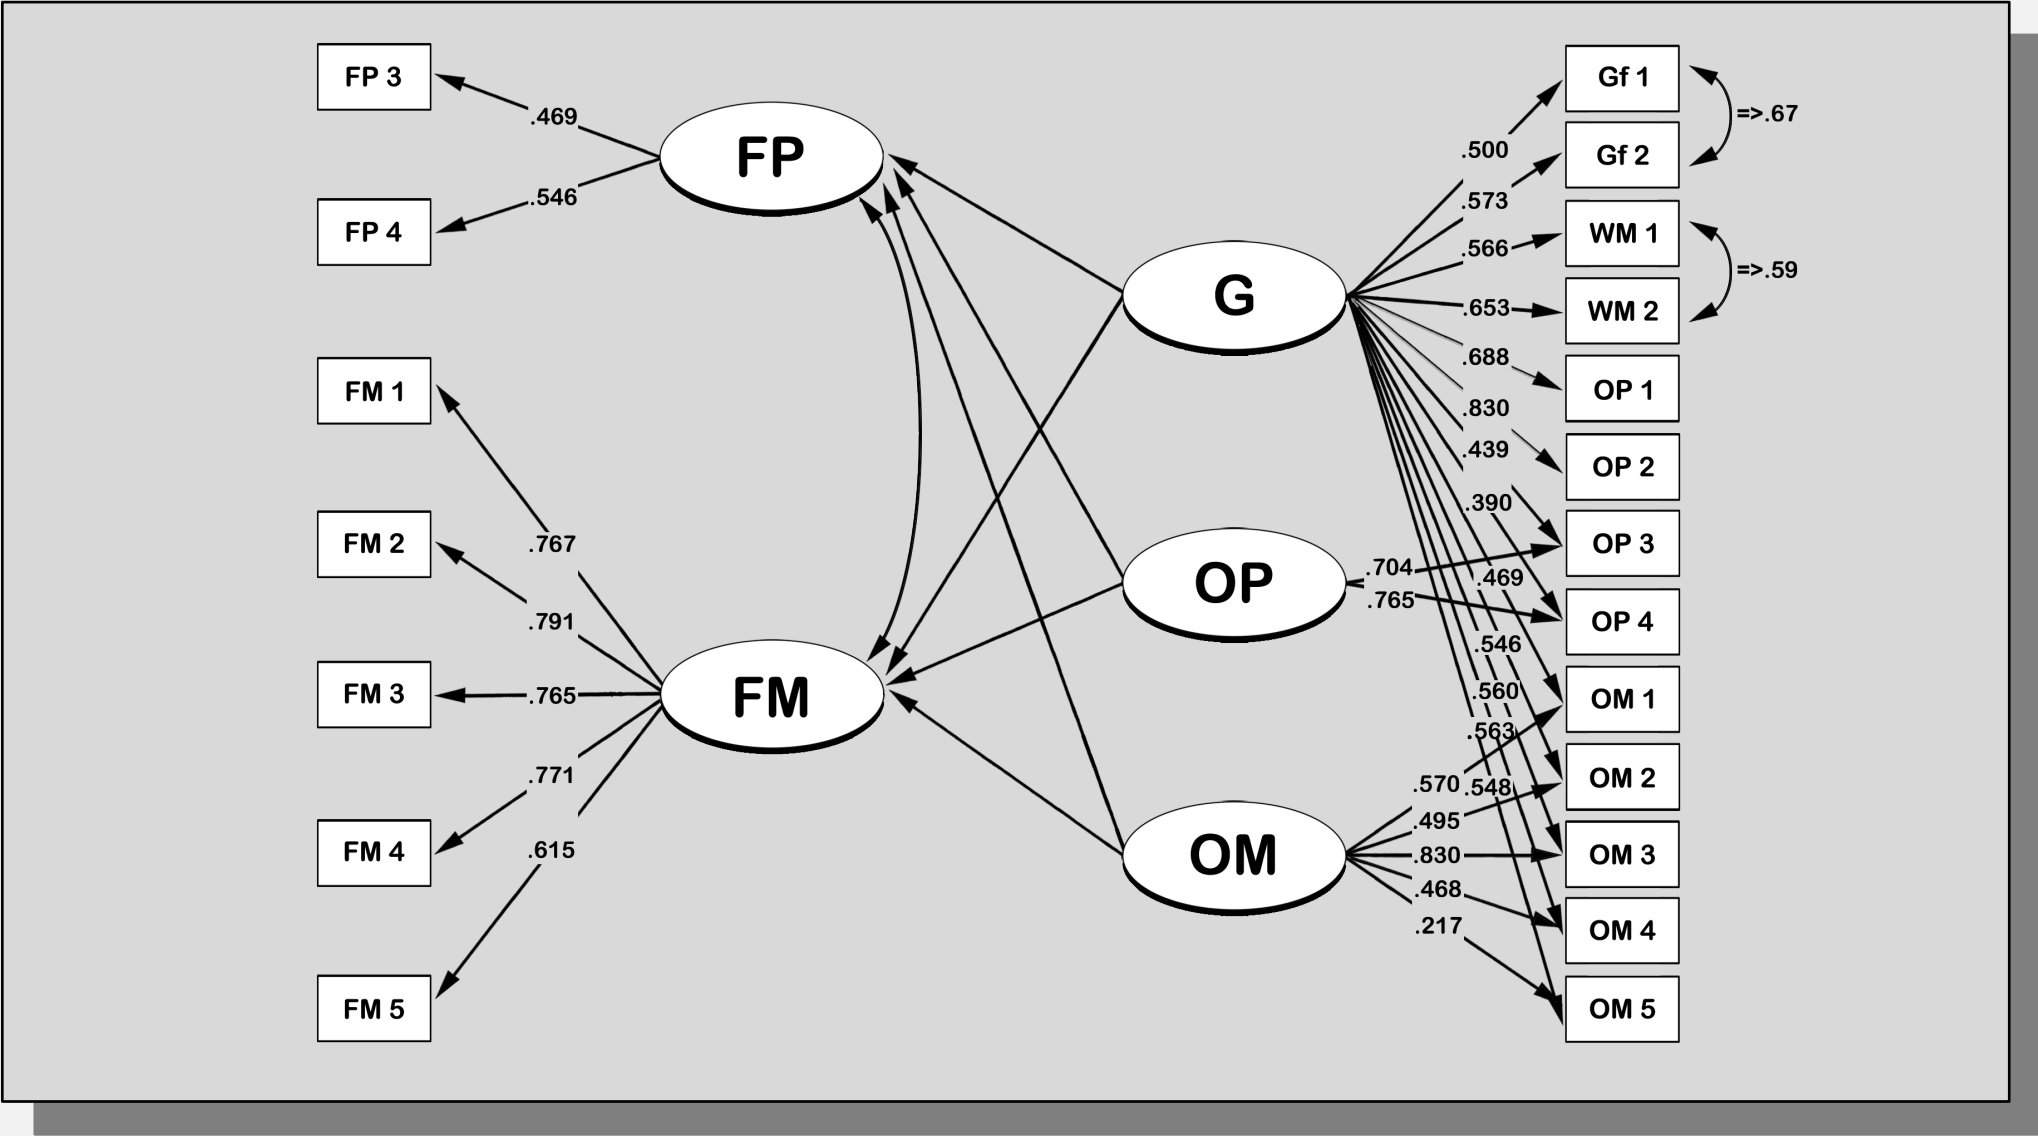 FP 3
FP 4
FM 1
FM 2
FM 3
FM 4
FM 5
.469
.546
.767
.791
.765
.771
.615
FP
FM
G
OP
OM
.500
.573
.566
.653
.688
.830
.439
.390
.469
.546
.560
.563
.548
.704
.765
.570
.495
.830
.468
.217
Gf 1
Gf 2
WM 1
WM 2
OP 1
OP 2
OP 3
OP 4
OM 1
OM 2
OM 3
OM 4
OM 5
=>.67
=>.59